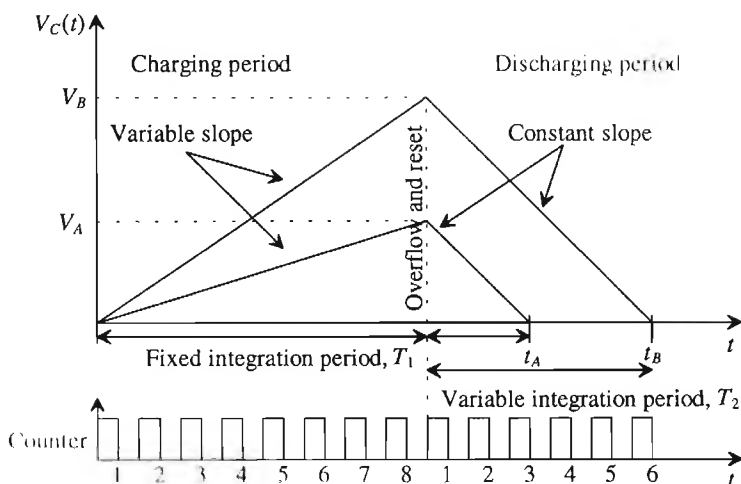 V_C(t)
Charging period
Discharging period
V_B
Variable slope
Constant slope
V_A
Overflow and reset
t
Fixed integration period, T_1
t_A
t_B
Variable integration period, T_2
Counter
1 2 3 4 5 6 7 8 1 2 3 4 5 6
t